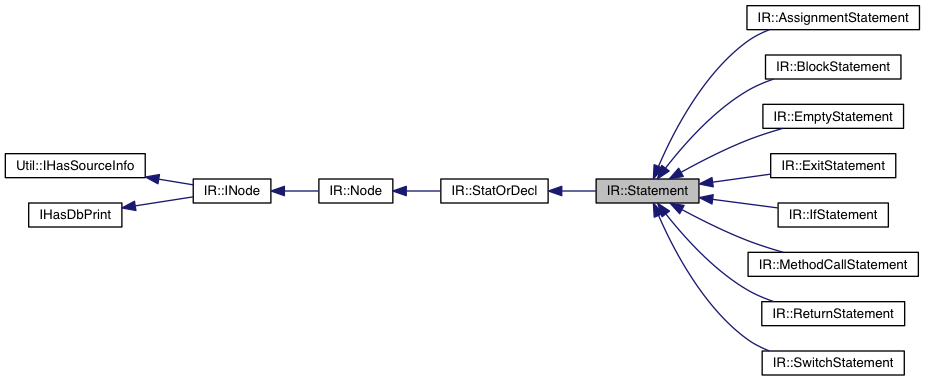 IR::AssignmentStatement
IR::BlockStatement
IR::EmptyStatement
Util::IHasSourceInfo
IR::ExitStatement
IR::INode
IR::Node
IR::StatOrDecl
IR::Statement
IHasDbPrint
IR::IfStatement
IR::MethodCallStatement
IR::ReturnStatement
IR::SwitchStatement